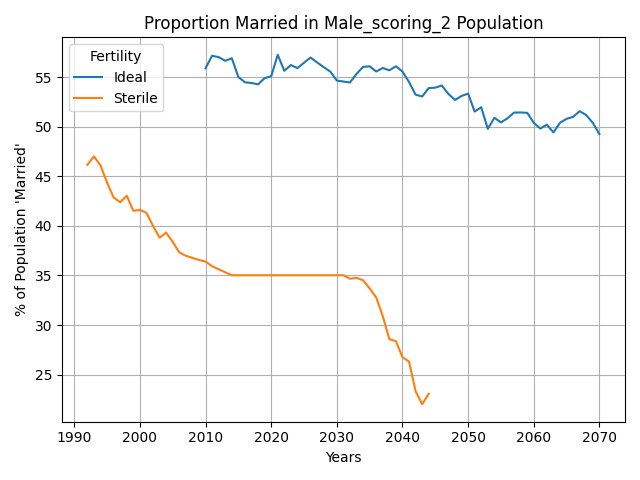 Proportion Married in Male_scoring_2 Population
Fertility
Ideal
Sterile
% of Population 'Married'
55
50
45
40
35
30
25
1990 2000 2010 2020 2030 2040 2050 2060 2070
Years